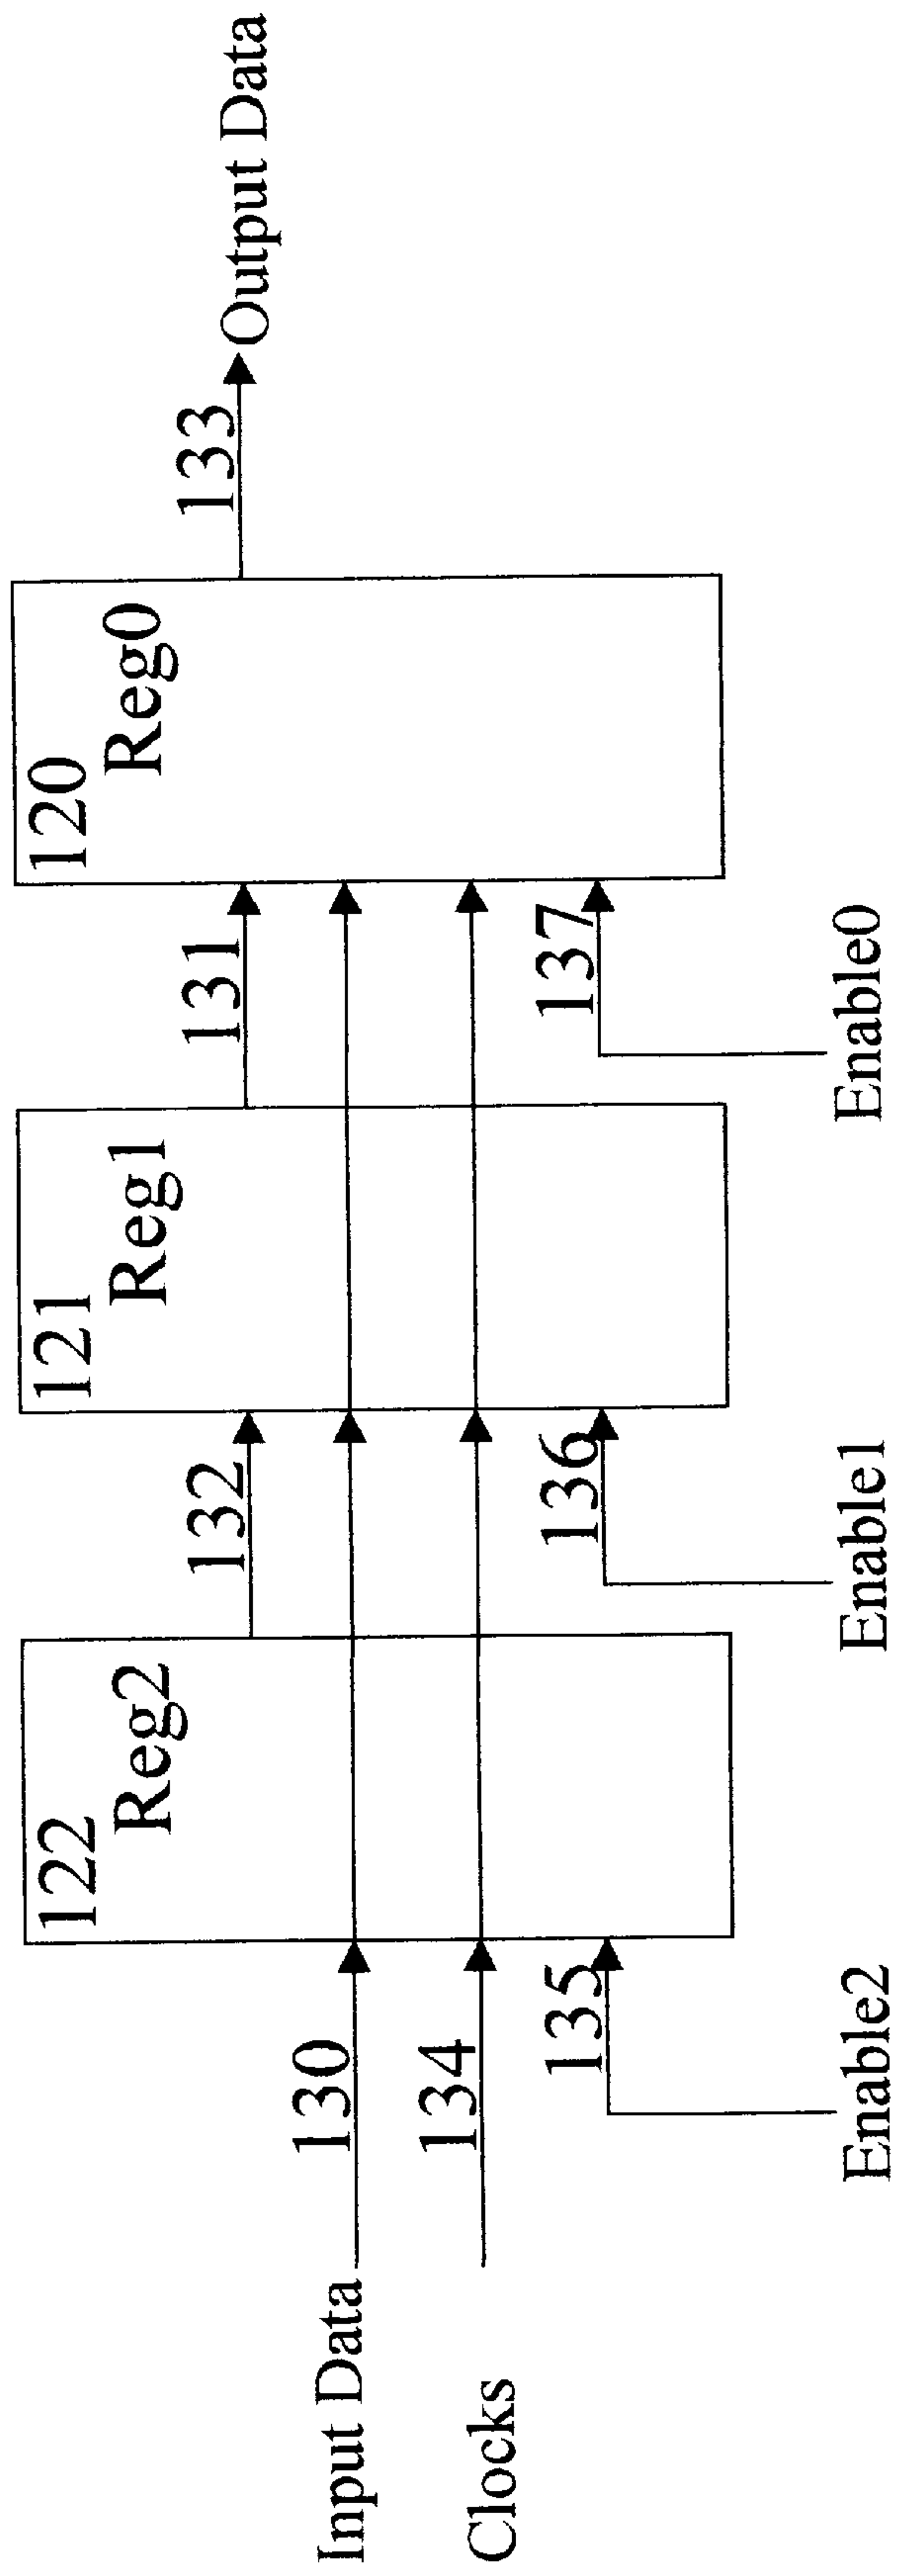 122
Reg2
121
Reg1
120
Reg0
132
131
133
Output Data
Input Data
130
Clocks
134
135
136
137
Enable2
Enable1
Enable0